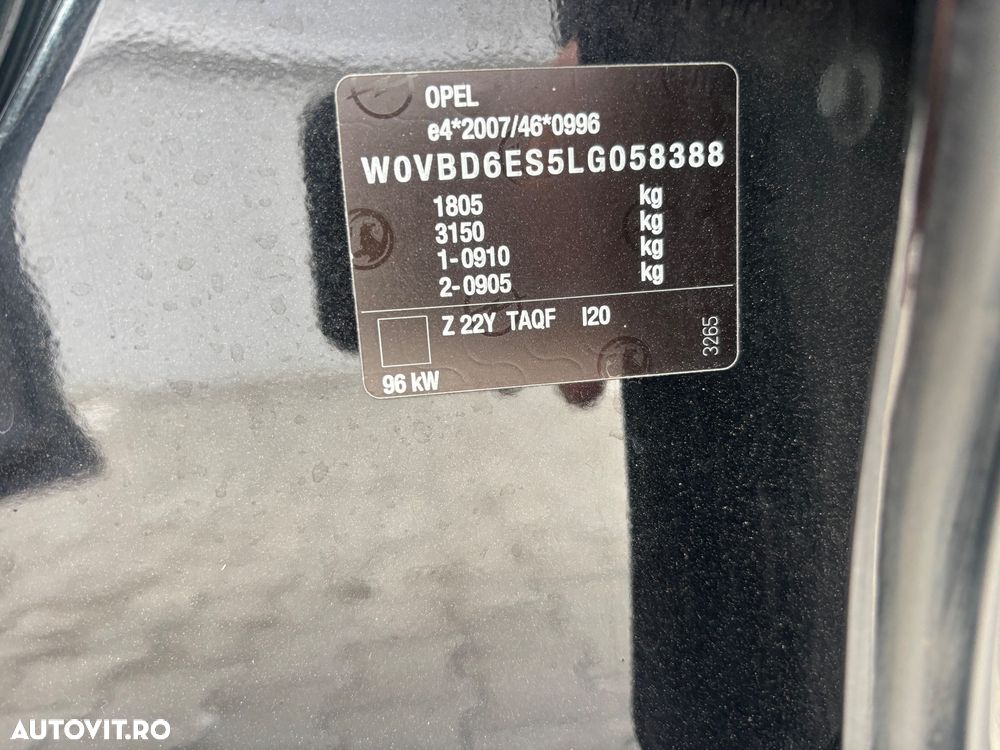 OPEL
e4*2007/46*0996
W0VBD6ES5LG058388
1805 kg
3150 kg
1-0910 kg
2-0905 kg
Z 22Y TAQF I20
96 kW
3265
AUTOVIT.RO